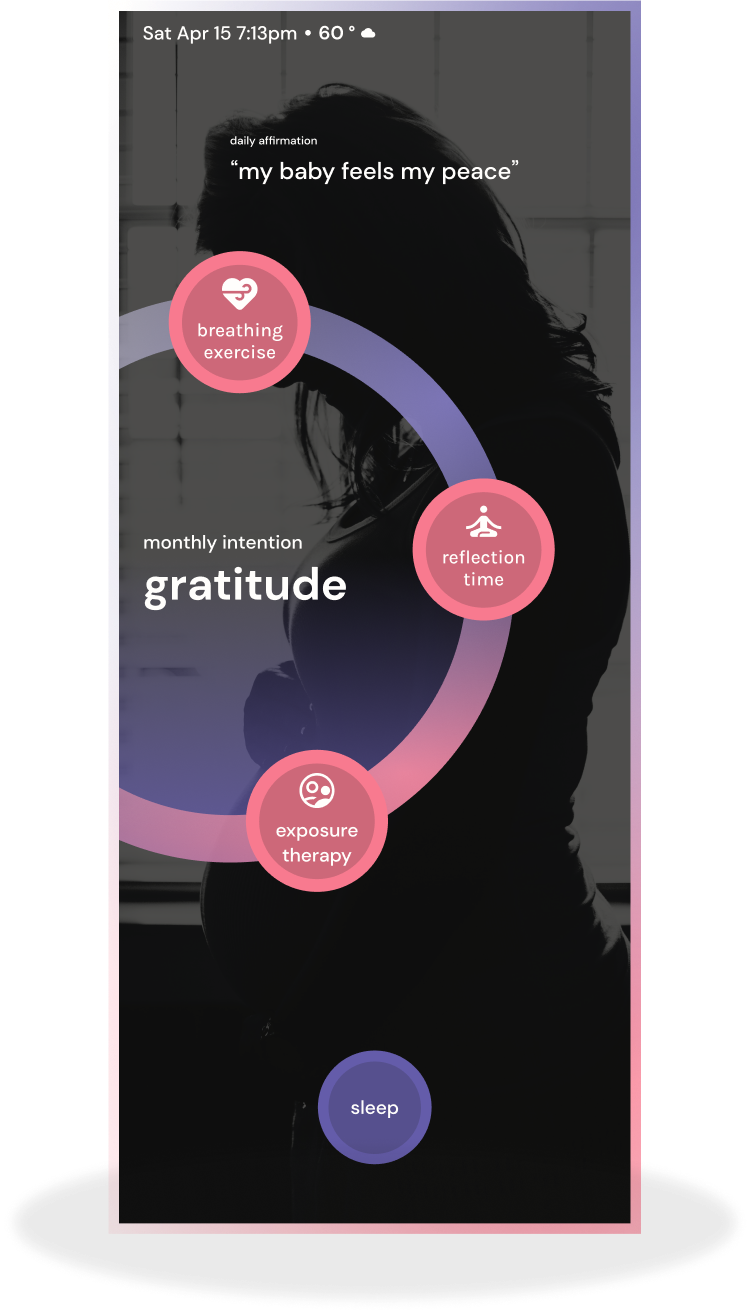 Sat Apr 15 7:13pm • 60 °
daily affirmation
“my baby feels my peace”
breathing
exercise
monthly intention
gratitude
reflection
time
exposure
therapy
sleep